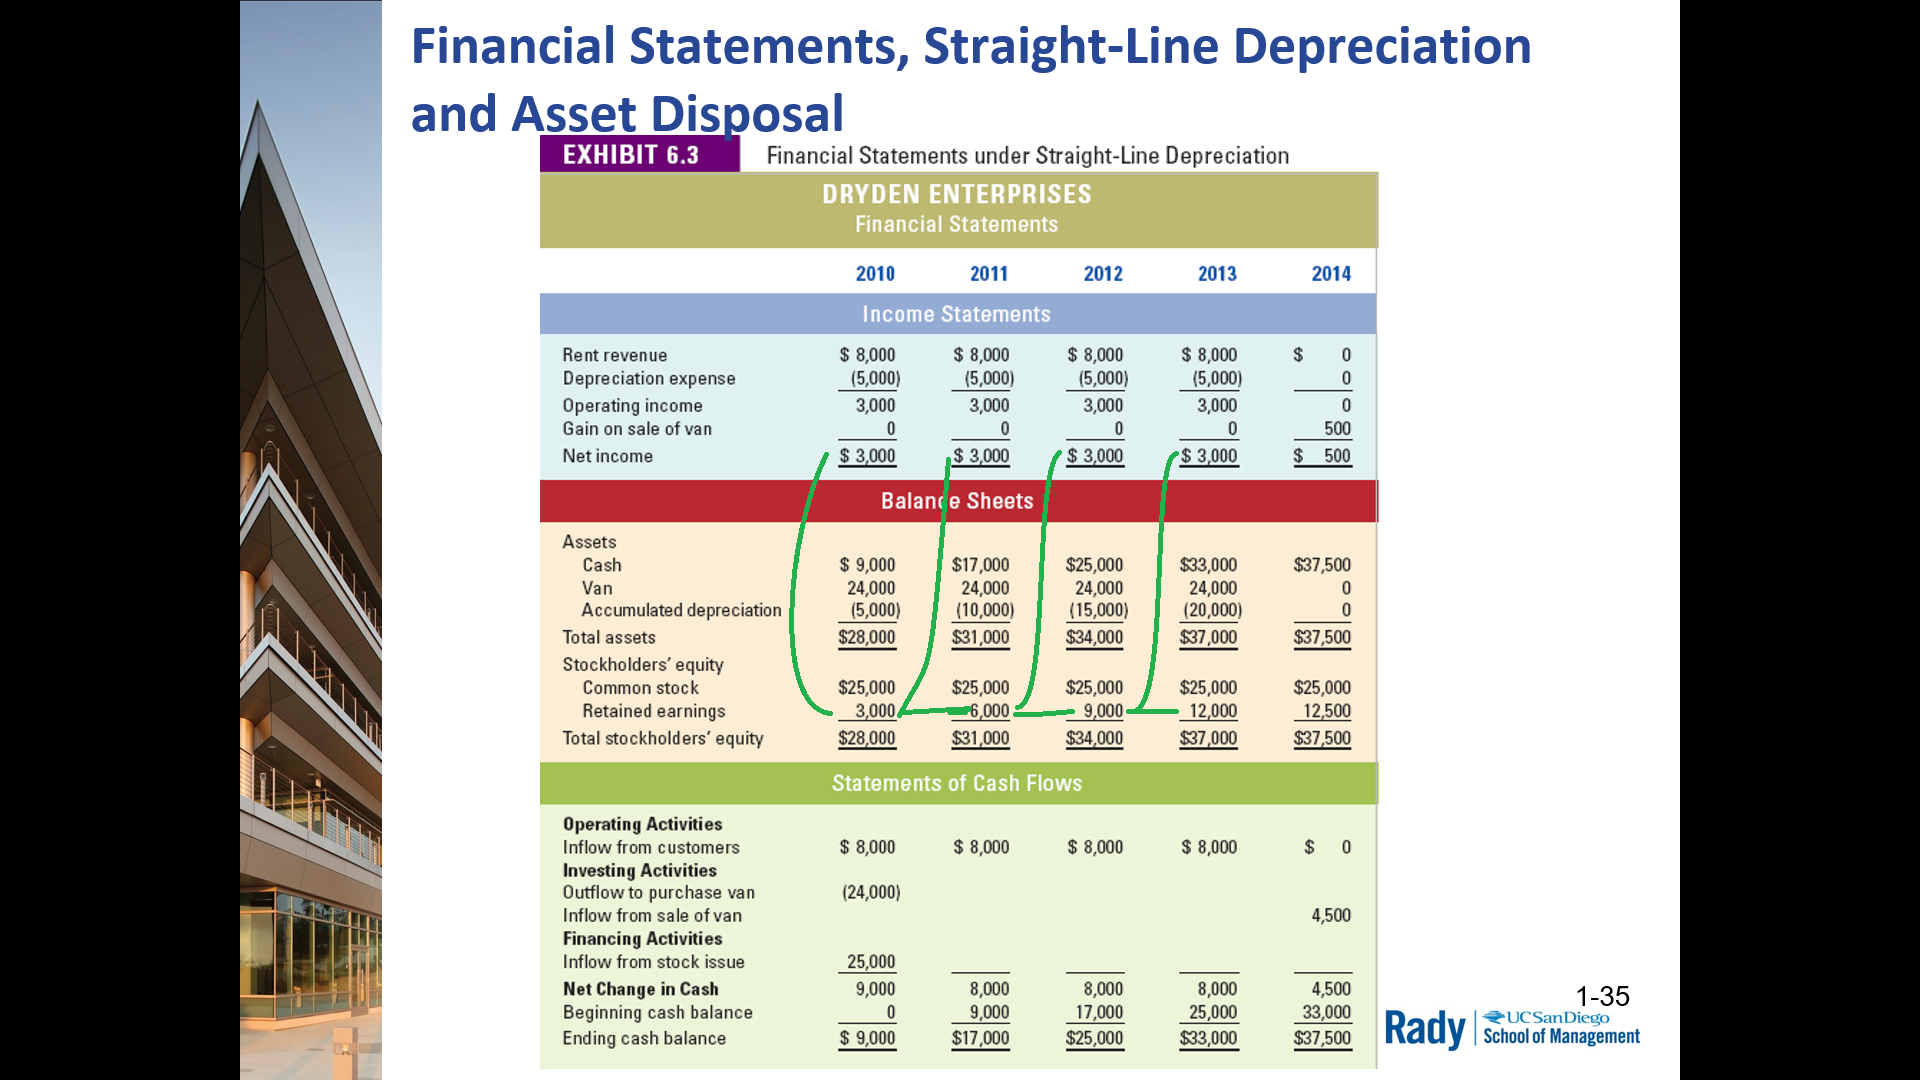 Financial Statements, Straight-Line Depreciation
and Asset Disposal
EXHIBIT 6.3 Financial Statements under Straight-Line Depreciation
DRYDEN ENTERPRISES
Financial Statements
2010 2011 2012 2013 2014
Income Statements
Rent revenue $ 8,000 $ 8,000 $ 8,000 $ 8,000 $ 0
Depreciation expense (5,000) (5,000) (5,000) (5,000) 0
Operating income 3,000 3,000 3,000 3,000 0
Gain on sale of van 0 0 0 0 500
Net income $ 3,000 $ 3,000 $ 3,000 $ 3,000 $ 500
Balance Sheets
Assets
Cash $ 9,000 $17,000 $25,000 $33,000 $37,500
Van 24,000 24,000 24,000 24,000 0
Accumulated depreciation (5,000) (10,000) (15,000) (20,000) 0
Total assets $28,000 $31,000 $34,000 $37,000 $37,500
Stockholders' equity
Common stock $25,000 $25,000 $25,000 $25,000 $25,000
Retained earnings 3,000 6,000 9,000 12,000 12,500
Total stockholders' equity $28,000 $31,000 $34,000 $37,000 $37,500
Statements of Cash Flows
Operating Activities
Inflow from customers $ 8,000 $ 8,000 $ 8,000 $ 8,000 $ 0
Investing Activities
Outflow to purchase van (24,000)
Inflow from sale of van 4,500
Financing Activities
Inflow from stock issue 25,000
Net Change in Cash 9,000 8,000 8,000 8,000 4,500
Beginning cash balance 0 9,000 17,000 25,000 33,000
Ending cash balance $ 9,000 $17,000 $25,000 $33,000 $37,500
1-35
Rady UC San Diego
School of Management